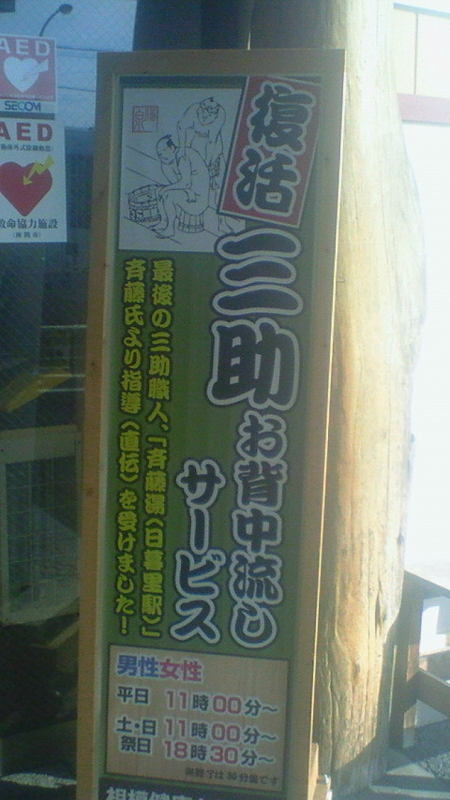 AED
SECOM
AED
救命協力施設
復活
三助
お背中流し
サービス
最後の三助職人、「斉藤湯(日暮里駅)」
斉藤氏より指導(直伝)を受けました!
男性女性
平日 11時00分~
土・日 11時00分~
祭日 18時30分~